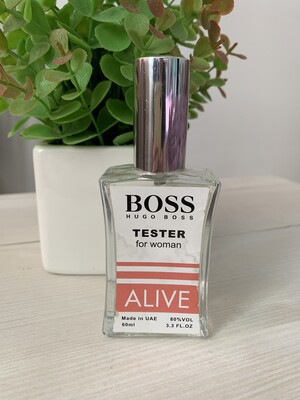 BOSS
HUGO BOSS
TESTER
for woman
ALIVE
Made in UAE 80%VOL
60ml 3.3 FL.OZ